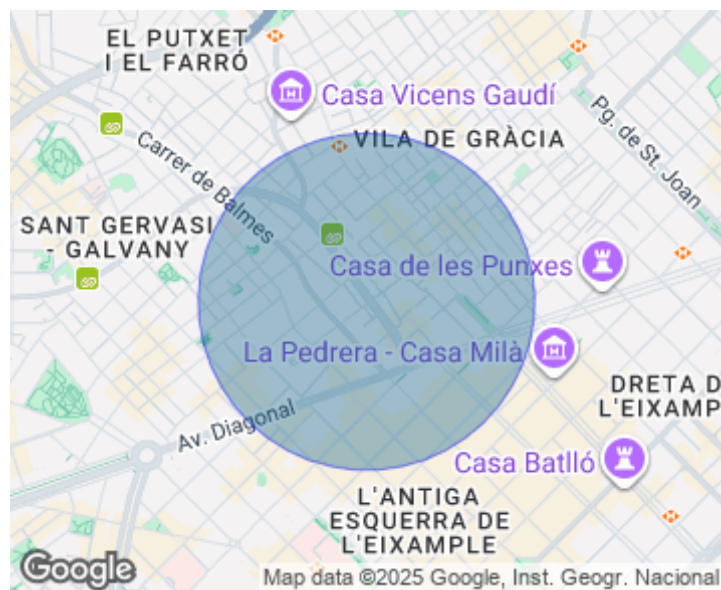 EL PUTXET
I EL FARRÓ
Casa Vicens Gaudí
VILA DE GRÀCIA
Pg. de St. Joan
Carrer de Balmes
SANT GERVASI
- GALVANY
Casa de les Punxes
La Pedrera - Casa Milà
DRETA D
L'EIXAMP
Av. Diagonal
Casa Batlló
L'ANTIGA
ESQUERRA DE
L'EIXAMPLE
Google
Map data ©2025 Google, Inst. Geogr. Nacional